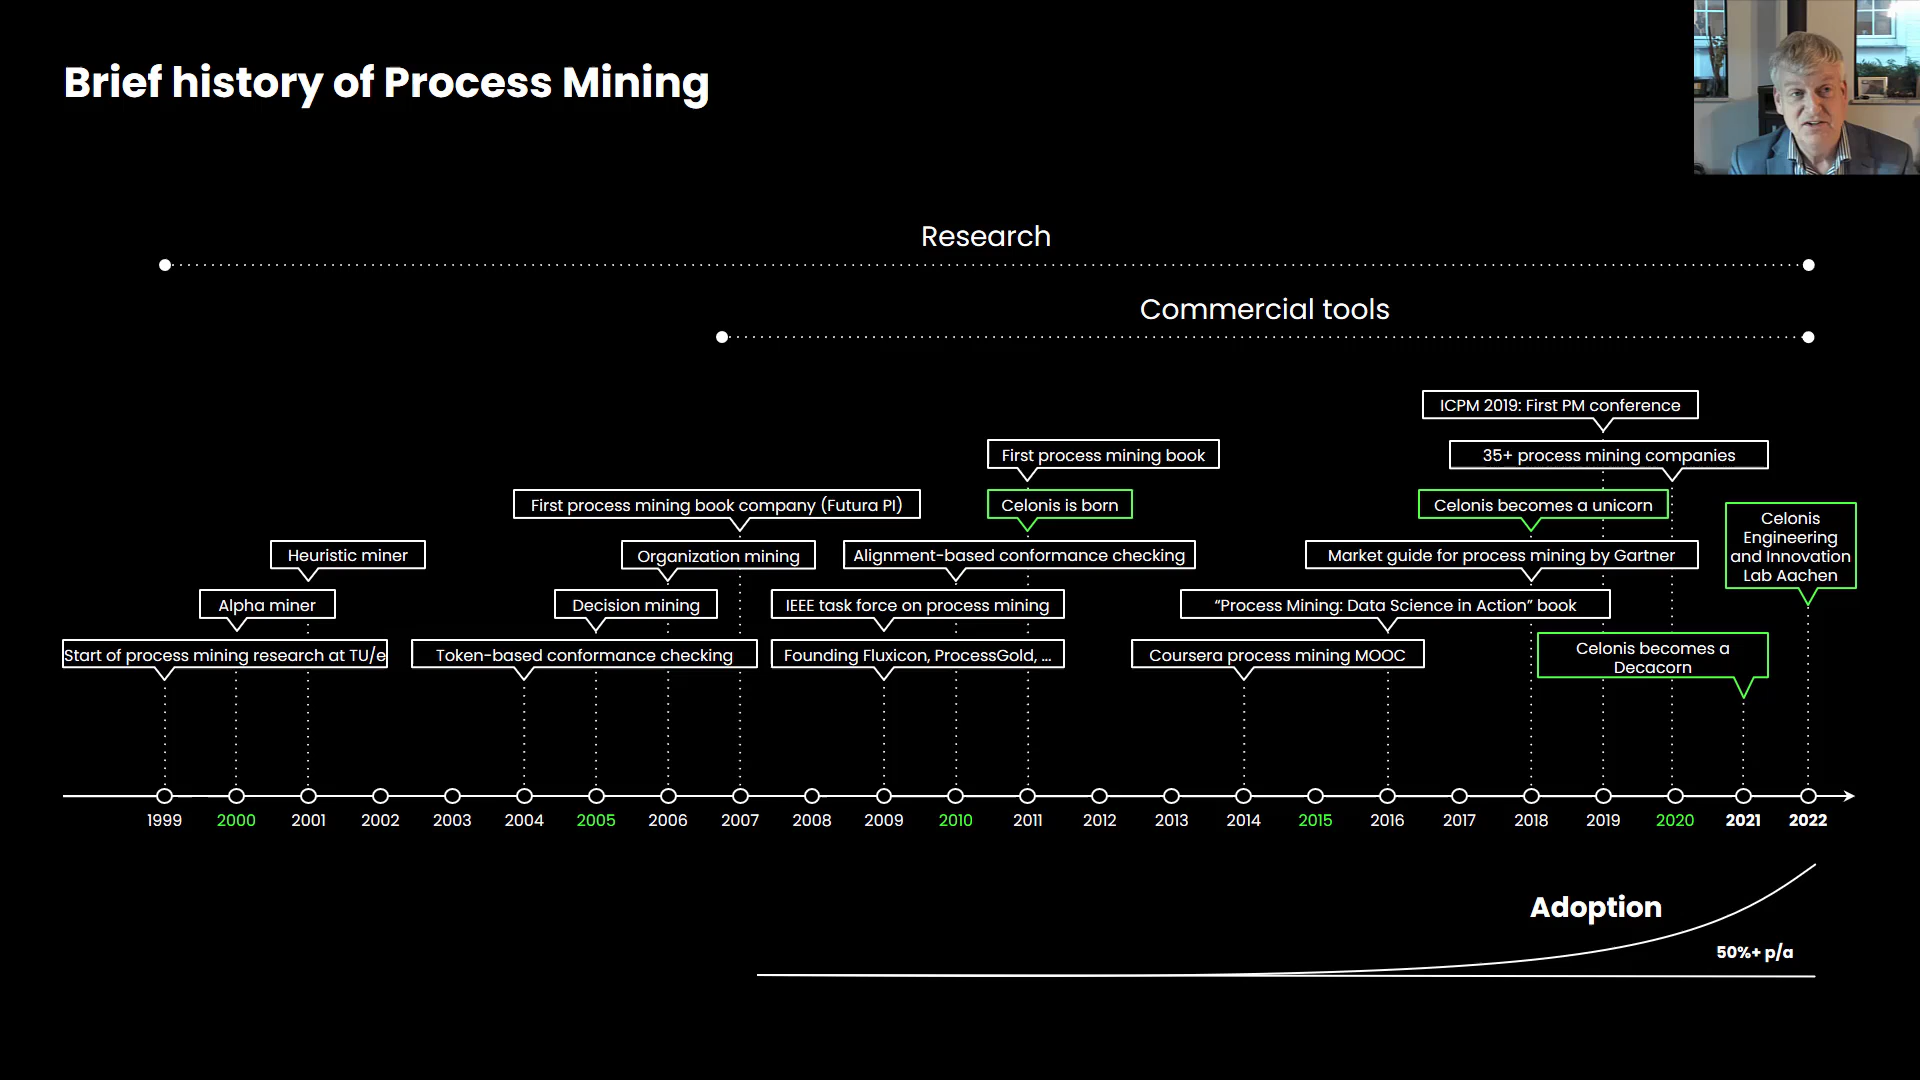 Brief history of Process Mining
Research
Commercial tools
ICPM 2019: First PM conference
First process mining book
35+ process mining companies
First process mining book company (Futura PI)
Celonis is born
Celonis becomes a unicorn
Celonis
Engineering
and Innovation
Lab Aachen
Heuristic miner
Organization mining
Alignment-based conformance checking
Market guide for process mining by Gartner
Alpha miner
Decision mining
IEEE task force on process mining
“Process Mining: Data Science in Action” book
Start of process mining research at TU/e
Token-based conformance checking
Founding Fluxicon, ProcessGold, ...
Coursera process mining MOOC
Celonis becomes a
Decacorn
1999 2000 2001 2002 2003 2004 2005 2006 2007 2008 2009 2010 2011 2012 2013 2014 2015 2016 2017 2018 2019 2020 2021 2022
Adoption
50%+ p/a